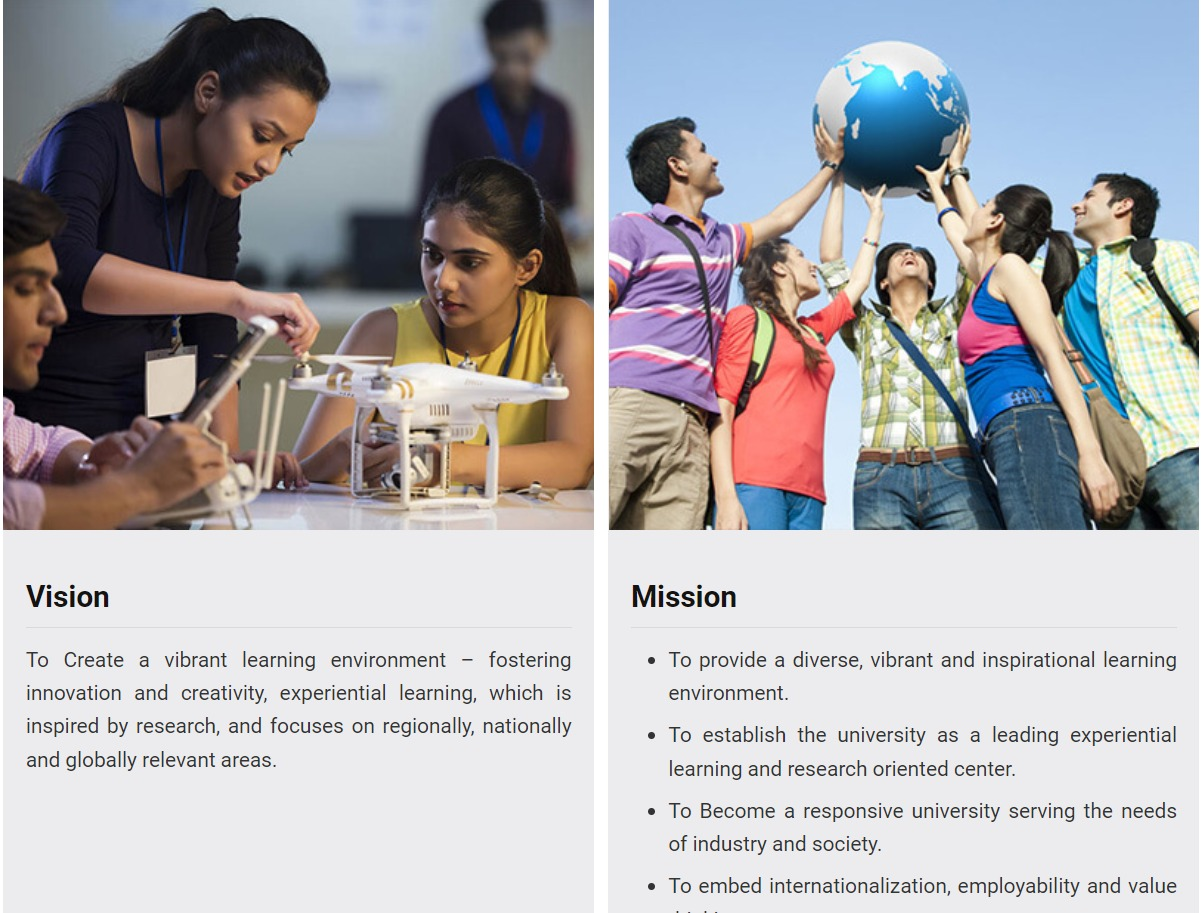 Vision
To Create a vibrant learning environment – fostering
innovation and creativity, experiential learning, which is
inspired by research, and focuses on regionally, nationally
and globally relevant areas.
Mission
• To provide a diverse, vibrant and inspirational learning
environment.
• To establish the university as a leading experiential
learning and research oriented center.
• To Become a responsive university serving the needs
of industry and society.
• To embed internationalization, employability and value